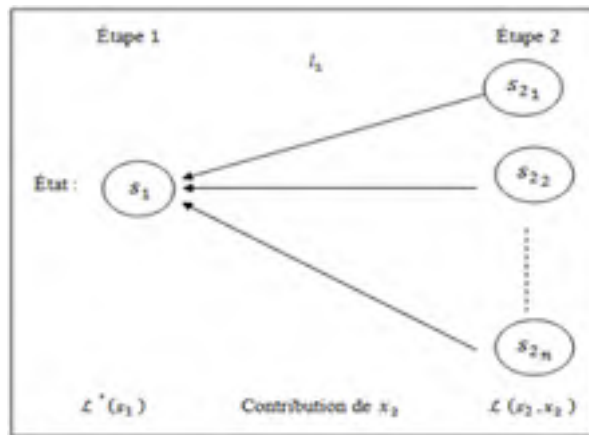 Étape 1 Étape 2
l₁
s₂₁
État : s₁ s₂₂
s₂ₙ
ℒ*(s₁) Contribution de x₂ ℒ(s₂,x₂)